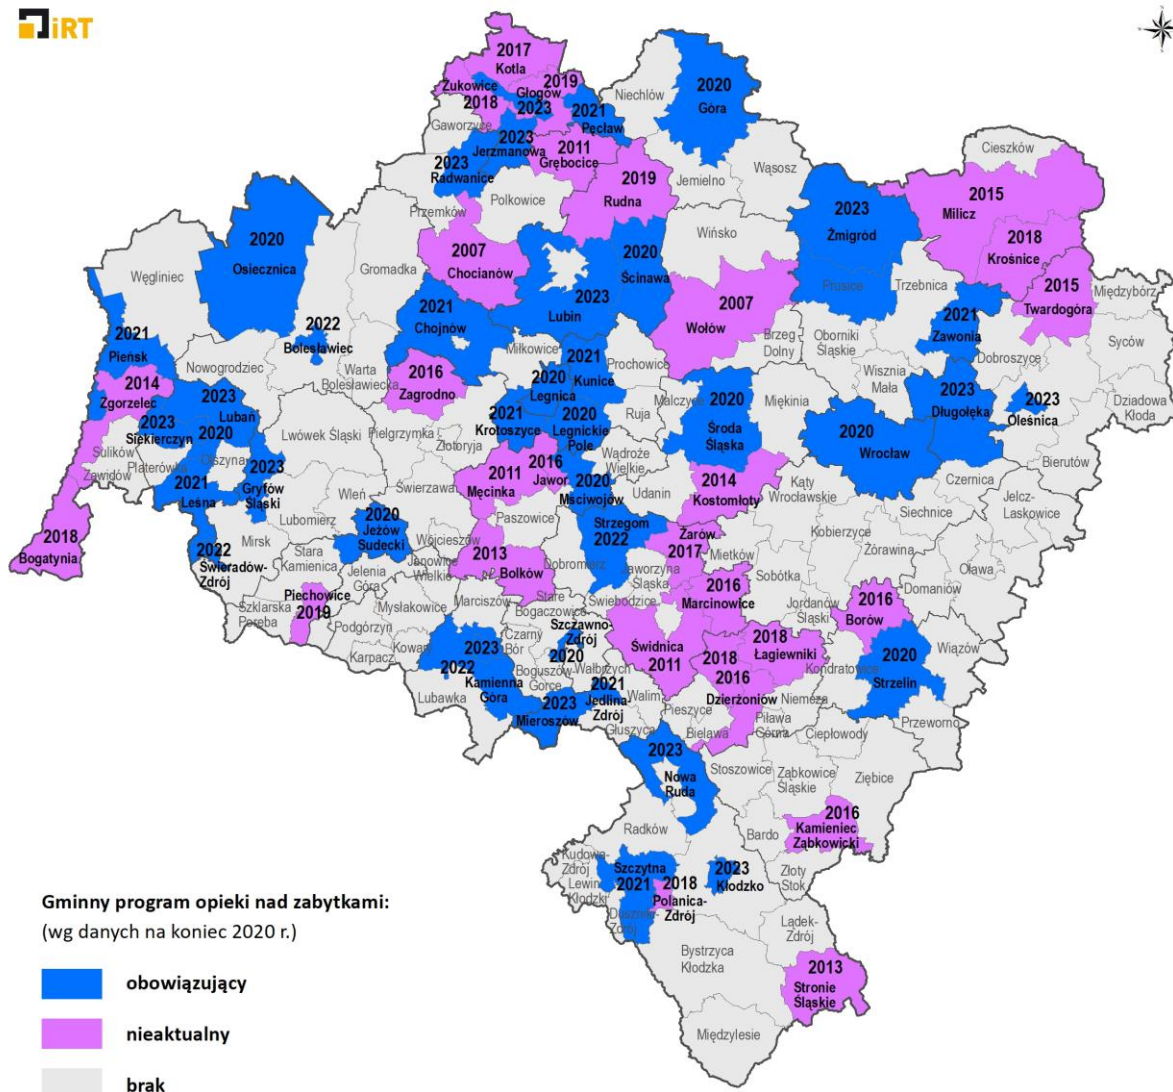 iRT
2017
Kotla
Żukowice
2018
2019
Głogów
2023
2021
Pęcław
Niechlów
2020
Góra
Gaworzyce
2023
Jerzmanowa
2011
Grębocice
2023
Radwanice
Cieszków
Wąsosz
Jemielno
2019
Rudna
Polkowice
Przemków
2015
Milicz
2023
Żmigród
2018
Krośnice
2020
Osiecznica
Węgliniec
Gromadka
2007
Chocianów
2020
Ścinawa
Wińsko
Prusice
Trzebnica
2015
Twardogóra
Międzybórz
2023
Lubin
2007
Wołów
2021
Chojnów
2021
Zawonia
Syców
2022
Bolesławiec
2021
Pieńsk
Miłkowice
Brzeg
Dolny
Oborniki
Śląskie
Dobroszyce
Nowogrodziec
Warta
Bolesławiecka
2021
Kunice
Prochowice
Wisznia
Mała
2014
Zgorzelec
2016
Zagrodno
2020
Legnica
2023
Długołęka
2023
Oleśnica
Dziadowa
Kłoda
2023
Lubań
Malczyce
2020
Środa
Śląska
Miękinia
2023
Siekierczyn
2020
Lwówek Śląski
Pielgrzymka
Złotoryja
2021
Krotoszyce
2020
Legnickie
Pole
Ruja
2020
Wrocław
Sulików
Zawidów
Platerówka
Olszyna
2023
Gryfów
Śląski
Wądroże
Wielkie
Bierutów
2021
Leśna
Świerzawa
2011
Męcinka
2016
Jawor
2020
Mściwojów
Udanin
2014
Kostomłoty
Kąty
Wrocławskie
Czernica
Wleń
Siechnice
Jelcz-
Laskowice
2018
Bogatynia
Lubomierz
2020
Jeżów
Sudecki
Paszowice
Strzegom
2022
Żarów
2017
Kobierzyce
Mirsk
Wojcieszów
Mietków
Żórawina
2022
Świeradów-
Zdrój
Stara
Kamienica
Jelenia
Góra
Janowice
Wielkie
2013
Bolków
Dobromierz
Jaworzyna
Śląska
Sobótka
Oława
Piechowice
2019
Domaniów
Szklarska
Poręba
Mysłakowice
Marciszów
Stare
Bogaczowice
Świebodzice
2016
Marcinowice
Jordanów
Śląski
2016
Borów
Podgórzyn
Karpacz
Kowary
2023
Kamienna
Góra
2022
Czarny
Bór
Szczawno-
Zdrój
2020
Świdnica
2011
2018
Łagiewniki
Kondratowice
Wiązów
Boguszów
Gorce
Wałbrzych
2018
2016
Dzierżoniów
2020
Strzelin
Lubawka
2023
Mieroszów
2021
Jedlina-
Zdrój
Walim
Głuszyca
Pieszyce
Bielawa
Niemcza
Piława
Górna
Ciepłowody
Przeworno
2023
Nowa
Ruda
Stoszowice
Ząbkowice
Śląskie
Ziębice
2016
Kamieniec
Ząbkowicki
Radków
Bardo
Kudowa-
Zdrój
Lewin
Kłodzki
Szczytna
2021
Duszniki-
Zdrój
2018
Polanica-
Zdrój
2023
Kłodzko
Złoty
Stok
Lądek-
Zdrój
Bystrzyca
Kłodzka
2013
Stronie
Śląskie
Międzylesie
Gminny program opieki nad zabytkami:
(wg danych na koniec 2020 r.)
obowiązujący
nieaktualny
brak